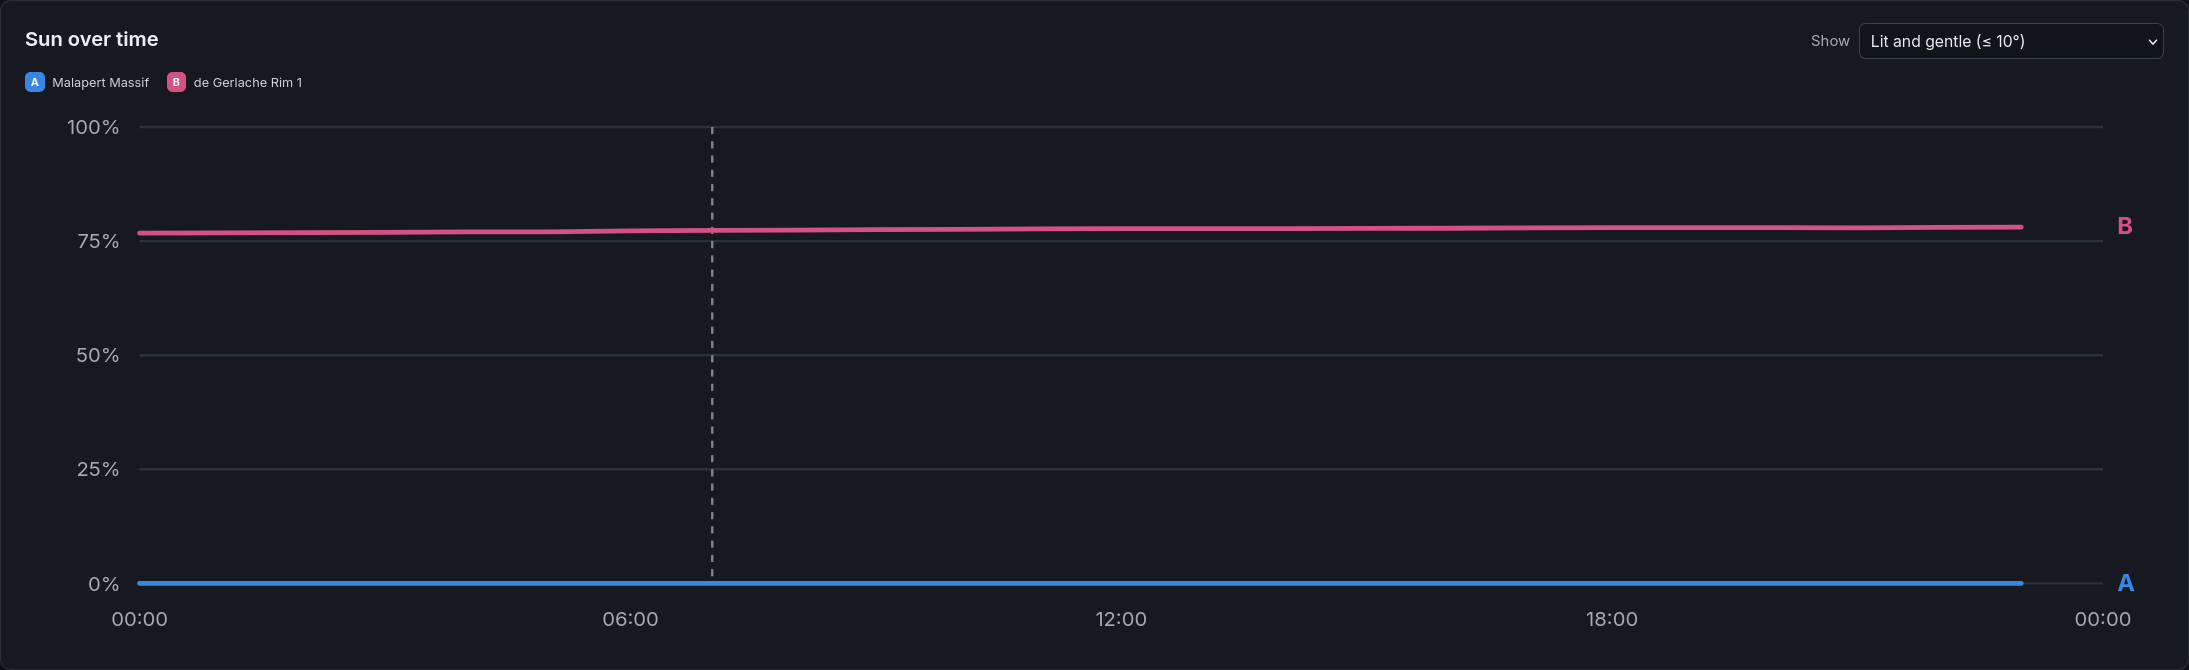 Sun over time
Show Lit and gentle (≤ 10°)
A Malapert Massif B de Gerlache Rim 1
100%
75%
50%
25%
0%
B
A
00:00 06:00 12:00 18:00 00:00